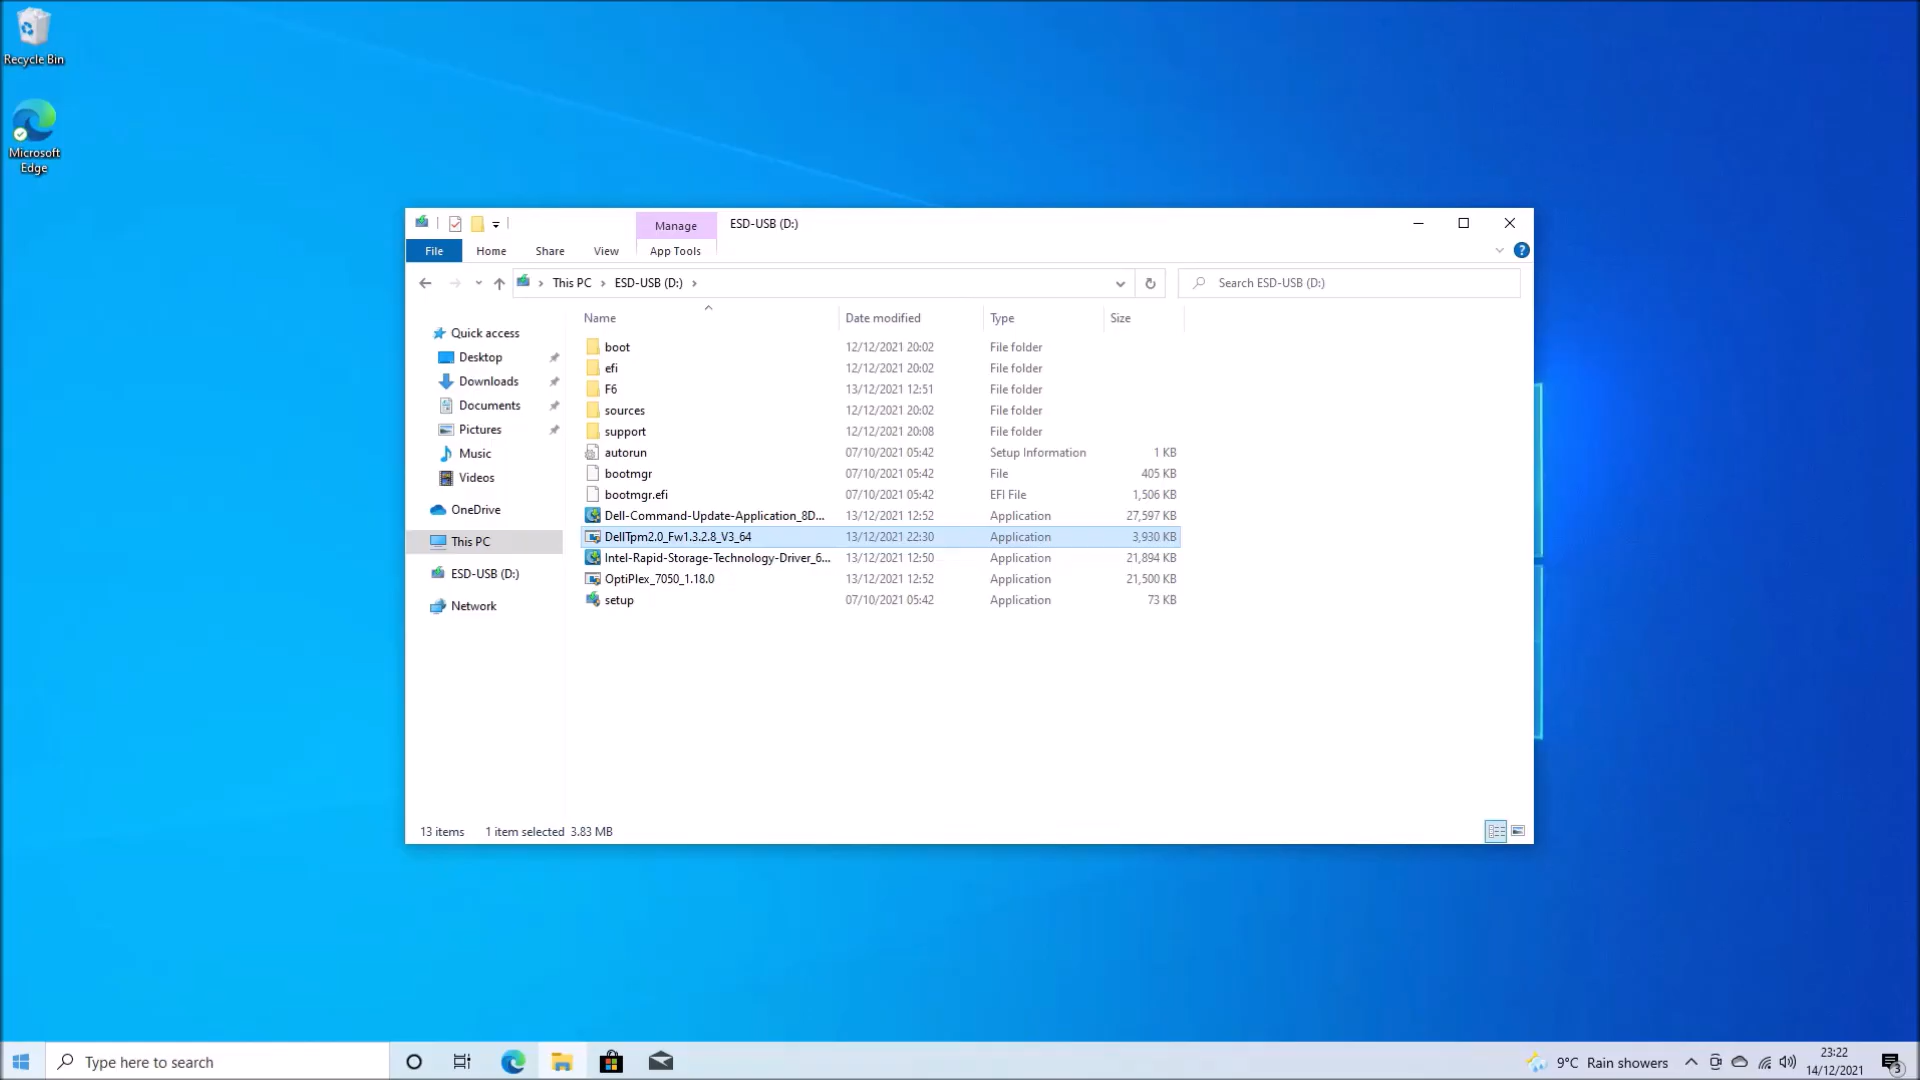 Recycle Bin
Microsoft
Edge
Manage
ESD-USB (D:)
File
Home
Share
View
App Tools
This PC
ESD-USB (D:)
Search ESD-USB (D:)
Name
Date modified
Type
Size
Quick access
Desktop
Downloads
Documents
Pictures
Music
Videos
OneDrive
This PC
ESD-USB (D:)
Network
boot 12/12/2021 20:02 File folder
efi 12/12/2021 20:02 File folder
F6 13/12/2021 12:51 File folder
sources 12/12/2021 20:02 File folder
support 12/12/2021 20:08 File folder
autorun 07/10/2021 05:42 Setup Information 1 KB
bootmgr 07/10/2021 05:42 File 405 KB
bootmgr.efi 07/10/2021 05:42 EFI File 1,506 KB
Dell-Command-Update-Application_8D... 13/12/2021 12:52 Application 27,597 KB
DellTpm2.0_Fw1.3.2.8_V3_64 13/12/2021 22:30 Application 3,930 KB
Intel-Rapid-Storage-Technology-Driver_6... 13/12/2021 12:50 Application 21,894 KB
OptiPlex_7050_1.18.0 13/12/2021 12:52 Application 21,500 KB
setup 07/10/2021 05:42 Application 73 KB
13 items 1 item selected 3.83 MB
Type here to search
9°C Rain showers
23:22
14/12/2021
3